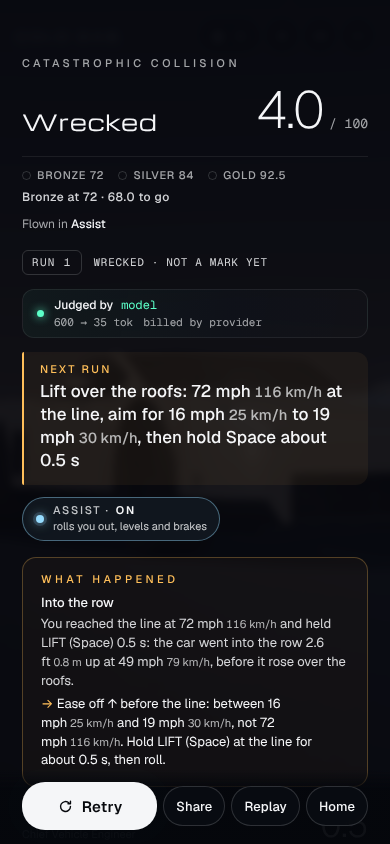 CATASTROPHIC COLLISION
Wrecked 4.0 / 100
BRONZE 72 SILVER 84 GOLD 92.5
Bronze at 72 · 68.0 to go
Flown in Assist
RUN 1 WRECKED · NOT A MARK YET
Judged by model
600 → 35 tok billed by provider
NEXT RUN
Lift over the roofs: 72 mph 116 km/h at
the line, aim for 16 mph 25 km/h to 19
mph 30 km/h, then hold Space about
0.5 s
ASSIST · ON
rolls you out, levels and brakes
WHAT HAPPENED
Into the row
You reached the line at 72 mph 116 km/h and held
LIFT (Space) 0.5 s: the car went into the row 2.6
ft 0.8 m up at 49 mph 79 km/h, before it rose over the
roofs.
→ Ease off ↑ before the line: between 16
mph 25 km/h and 19 mph 30 km/h, not 72
mph 116 km/h. Hold LIFT (Space) at the line for
about 0.5 s, then roll.
Retry Share Replay Home